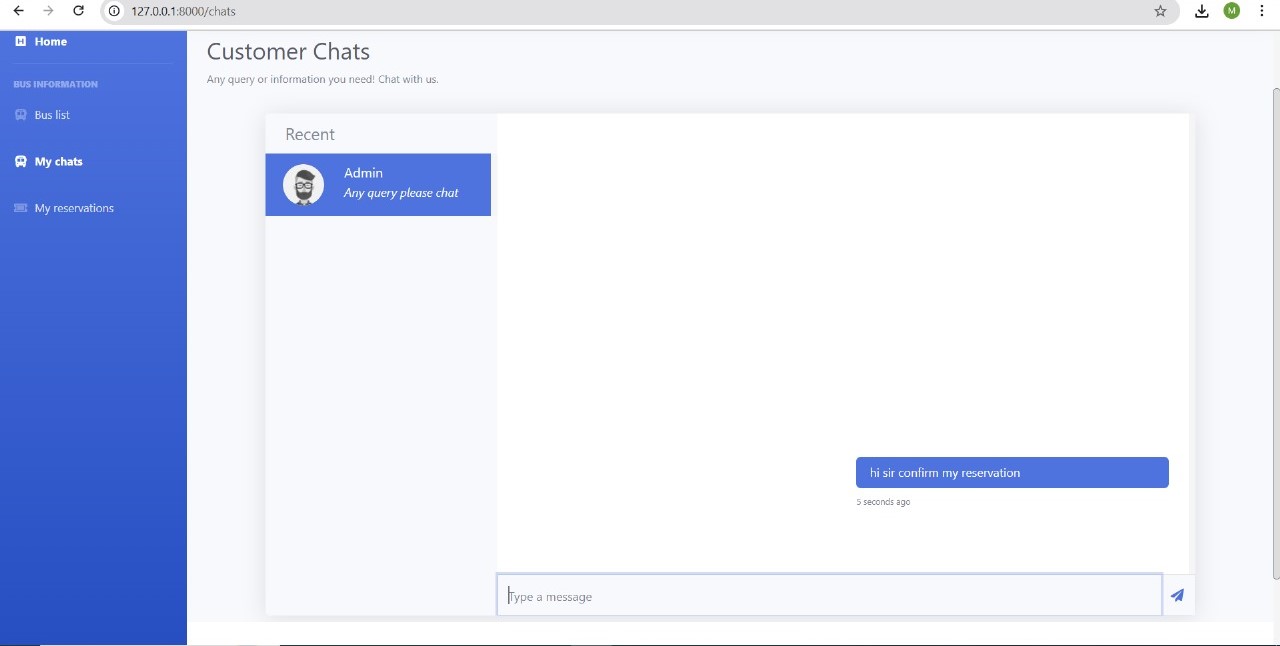 127.0.0.1:8000/chats
M
Home
BUS INFORMATION
Bus list
My chats
My reservations
Customer Chats
Any query or information you need! Chat with us.
Recent
Admin
Any query please chat
hi sir confirm my reservation
5 seconds ago
Type a message